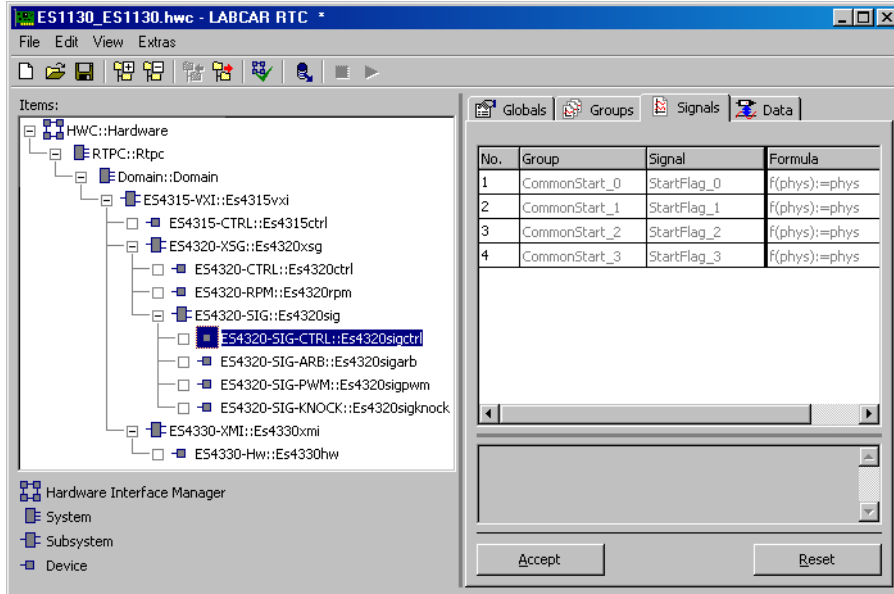 ES1130_ES1130.hwc - LABCAR RTC *
File Edit View Extras
Items:
HWC::Hardware
RTPC::Rtpc
Domain::Domain
ES4315-VXI::Es4315vxi
ES4315-CTRL::Es4315ctrl
ES4320-XSG::Es4320xsg
ES4320-CTRL::Es4320ctrl
ES4320-RPM::Es4320rpm
ES4320-SIG::Es4320sig
ES4320-SIG-CTRL::Es4320sigctrl
ES4320-SIG-ARB::Es4320sigarb
ES4320-SIG-PWM::Es4320sigpwm
ES4320-SIG-KNOCK::Es4320sigknock
ES4330-XMI::Es4330xmi
ES4330-Hw::Es4330hw
Hardware Interface Manager
System
Subsystem
Device
Globals Groups Signals Data
No. Group Signal Formula
1 CommonStart_0 StartFlag_0 f(phys):=phys
2 CommonStart_1 StartFlag_1 f(phys):=phys
3 CommonStart_2 StartFlag_2 f(phys):=phys
4 CommonStart_3 StartFlag_3 f(phys):=phys
Accept Reset